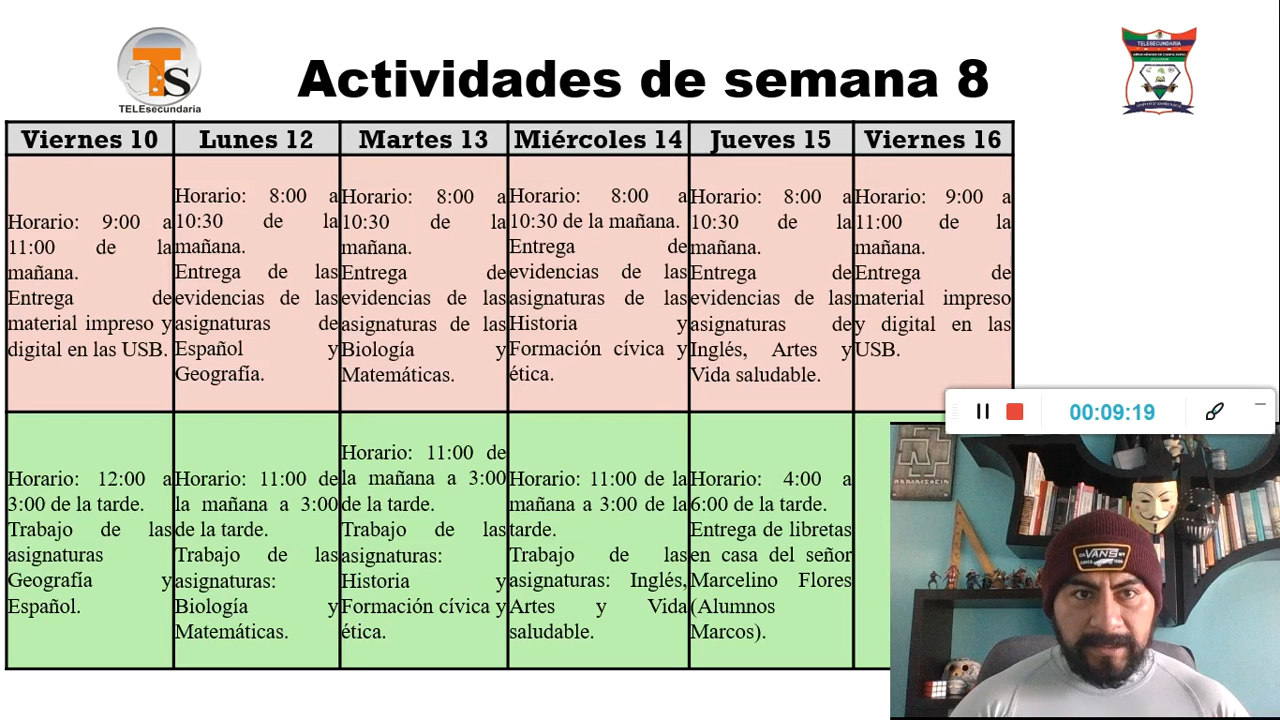 TS
TELEsecundaria
Actividades de semana 8
TELESECUNDARIA
Viernes 10
Lunes 12
Martes 13
Miércoles 14
Jueves 15
Viernes 16
Horario: 9:00 a
11:00 de la
mañana.
Entrega de
material impreso y
digital en las USB.
Horario: 8:00 a
10:30 de la
mañana.
Entrega de las
evidencias de las
asignaturas de
Español y
Geografía.
Horario: 8:00 a
10:30 de la
mañana.
Entrega de
evidencias de las
asignaturas de las
Biología y
Matemáticas.
Horario: 8:00 a
10:30 de la mañana.
Entrega de
evidencias de las
asignaturas de las
Historia y
Formación cívica y
ética.
Horario: 8:00 a
10:30 de la
mañana.
Entrega de
evidencias de las
asignaturas de
Inglés, Artes y
Vida saludable.
Horario: 9:00 a
11:00 de la
mañana.
Entrega de
material impreso
y digital en las
USB.
Horario: 12:00 a
3:00 de la tarde.
Trabajo de las
asignaturas
Geografía y
Español.
Horario: 11:00 de
la mañana a 3:00
de la tarde.
Trabajo de las
asignaturas:
Biología y
Matemáticas.
Horario: 11:00 de
la mañana a 3:00
de la tarde.
Trabajo de las
asignaturas:
Historia y
Formación cívica y
ética.
Horario: 11:00 de la
mañana a 3:00 de la
tarde.
Trabajo de las
asignaturas: Inglés,
Artes y Vida
saludable.
Horario: 4:00 a
6:00 de la tarde.
Entrega de libretas
en casa del señor
Marcelino Flores
(Alumnos
Marcos).
00:09:19
RAMMSTEIN
VANS